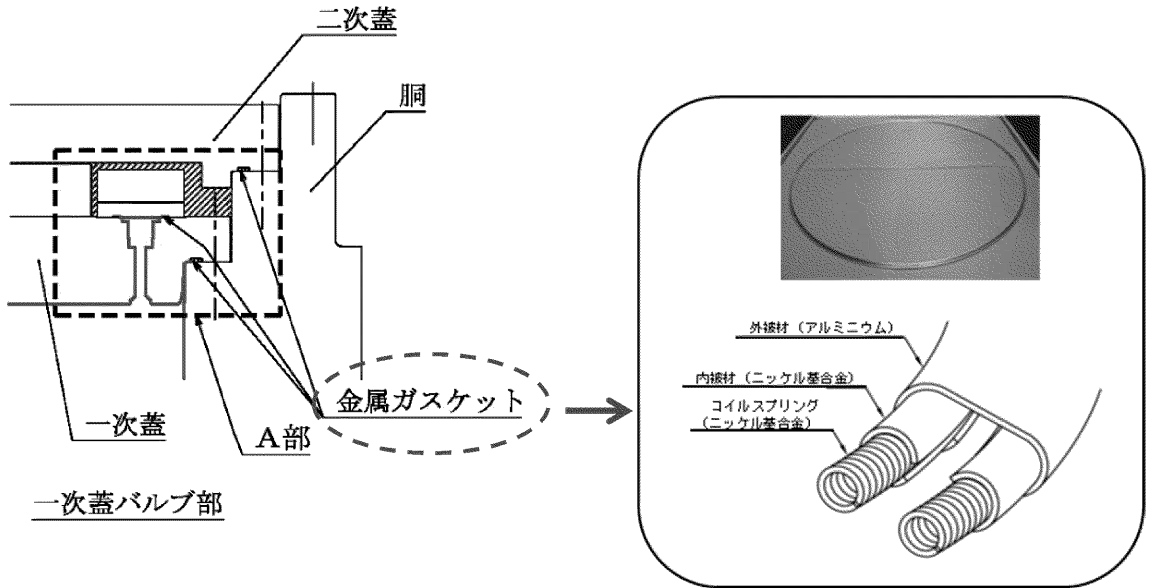 二次蓋
胴
一次蓋
A部
金属ガスケット
一次蓋バルブ部
外被材（アルミニウム）
内被材（ニッケル基合金）
コイルスプリング
（ニッケル基合金）